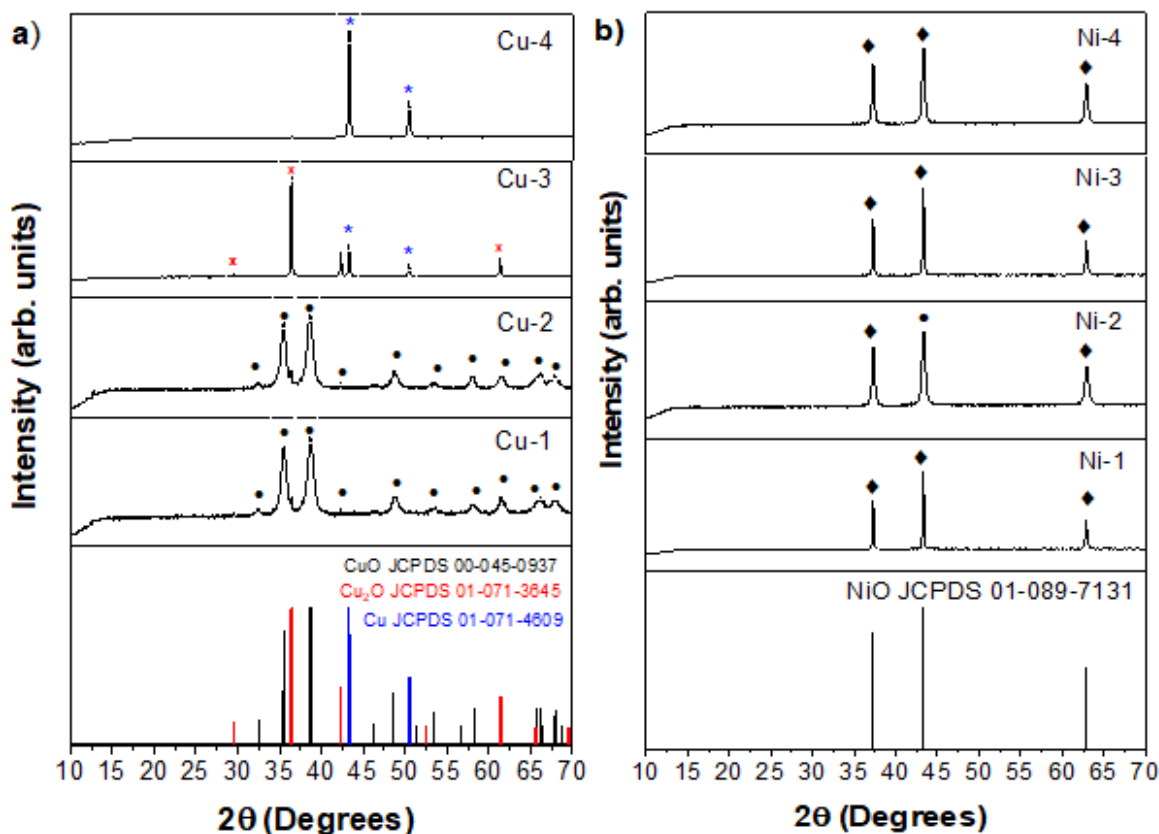 a)
Cu-4
Cu-3
Cu-2
Cu-1
CuO JCPDS 00-045-0937
Cu₂O JCPDS 01-071-3645
Cu JCPDS 01-071-4609
Intensity (arb. units)
10 15 20 25 30 35 40 45 50 55 60 65 70
2θ (Degrees)
b)
Ni-4
Ni-3
Ni-2
Ni-1
NiO JCPDS 01-089-7131
Intensity (arb. units)
10 15 20 25 30 35 40 45 50 55 60 65 70
2θ (Degrees)